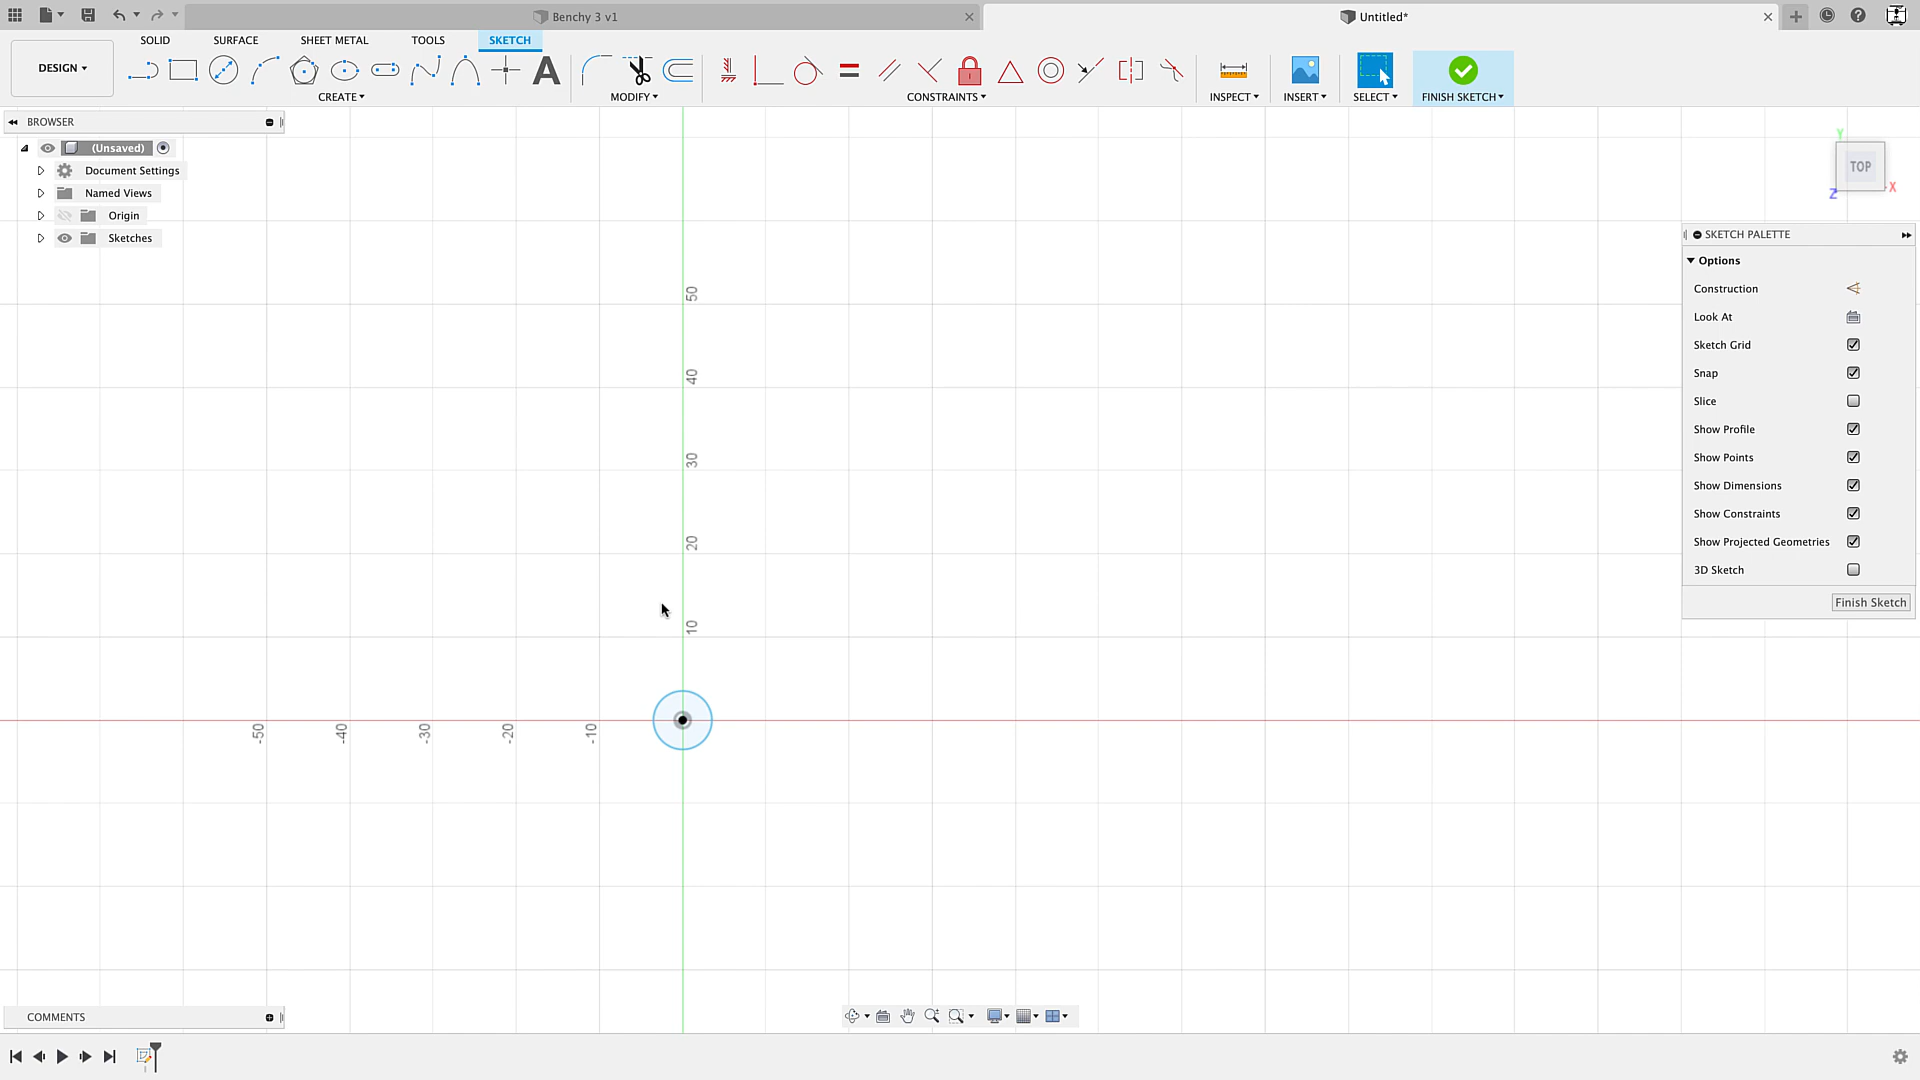 Benchy 3 v1
Untitled*
SOLID
SURFACE
SHEET METAL
TOOLS
SKETCH
DESIGN
CREATE
MODIFY
CONSTRAINTS
INSPECT
INSERT
SELECT
FINISH SKETCH
BROWSER
(Unsaved)
Document Settings
Named Views
Origin
Sketches
Y
TOP
Z
X
SKETCH PALETTE
Options
Construction
Look At
Sketch Grid
Snap
Slice
Show Profile
Show Points
Show Dimensions
Show Constraints
Show Projected Geometries
3D Sketch
Finish Sketch
50
40
30
20
10
-50
-40
-30
-20
-10
COMMENTS